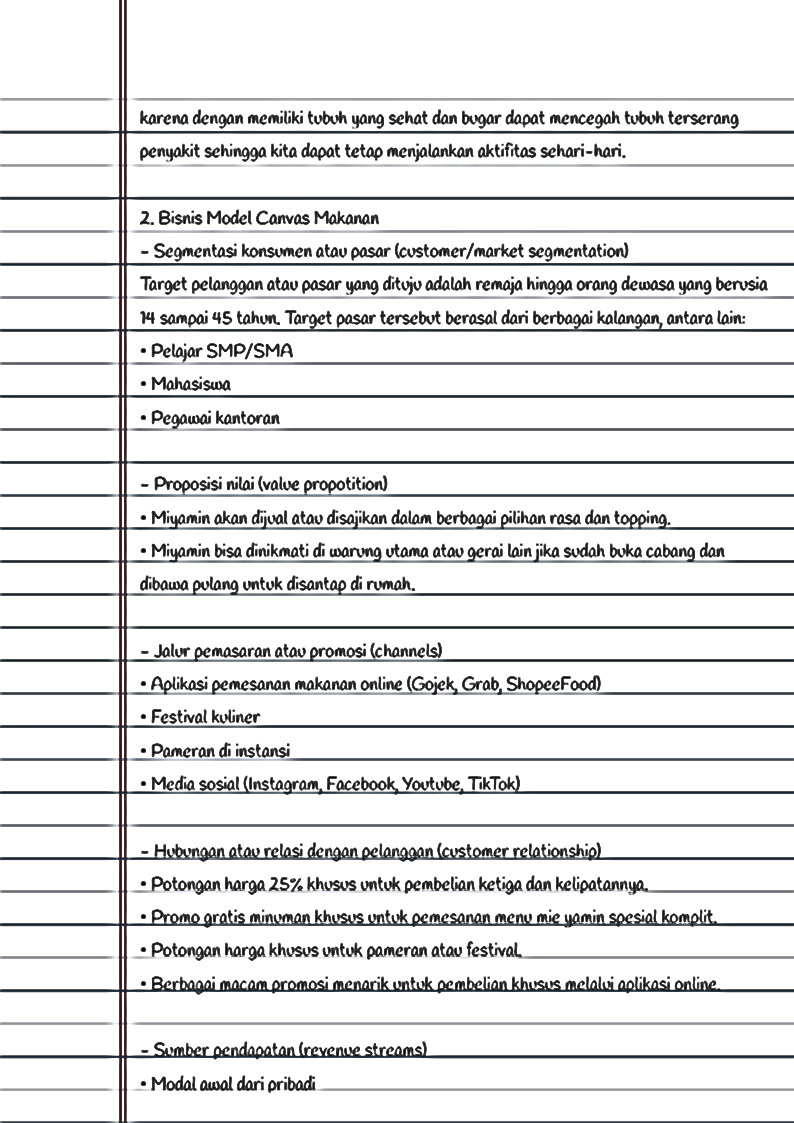 karena dengan memiliki tubuh yang sehat dan bugar dapat mencegah tubuh terserang
penyakit sehingga kita dapat tetap menjalankan aktifitas sehari-hari.
2. Bisnis Model Canvas Makanan
- Segmentasi konsumen atau pasar (customer/market segmentation)
Target pelanggan atau pasar yang dituju adalah remaja hingga orang dewasa yang berusia
14 sampai 45 tahun. Target pasar tersebut berasal dari berbagai kalangan, antara lain:
• Pelajar SMP/SMA
• Mahasiswa
• Pegawai kantoran
- Proposisi nilai (value propotition)
• Miyamin akan dijual atau disajikan dalam berbagai pilihan rasa dan topping.
• Miyamin bisa dinikmati di warung utama atau gerai lain jika sudah buka cabang dan
dibawa pulang untuk disantap di rumah.
- Jalur pemasaran atau promosi (channels)
• Aplikasi pemesanan makanan online (Gojek, Grab, ShopeeFood)
• Festival kuliner
• Pameran di instansi
• Media sosial (Instagram, Facebook, Youtube, TikTok)
- Hubungan atau relasi dengan pelanggan (customer relationship)
• Potongan harga 25% khusus untuk pembelian ketiga dan kelipatannya.
• Promo gratis minuman khusus untuk pemesanan menu mie yamin spesial komplit.
• Potongan harga khusus untuk pameran atau festival.
• Berbagai macam promosi menarik untuk pembelian khusus melalui aplikasi online.
- Sumber pendapatan (revenue streams)
• Modal awal dari pribadi